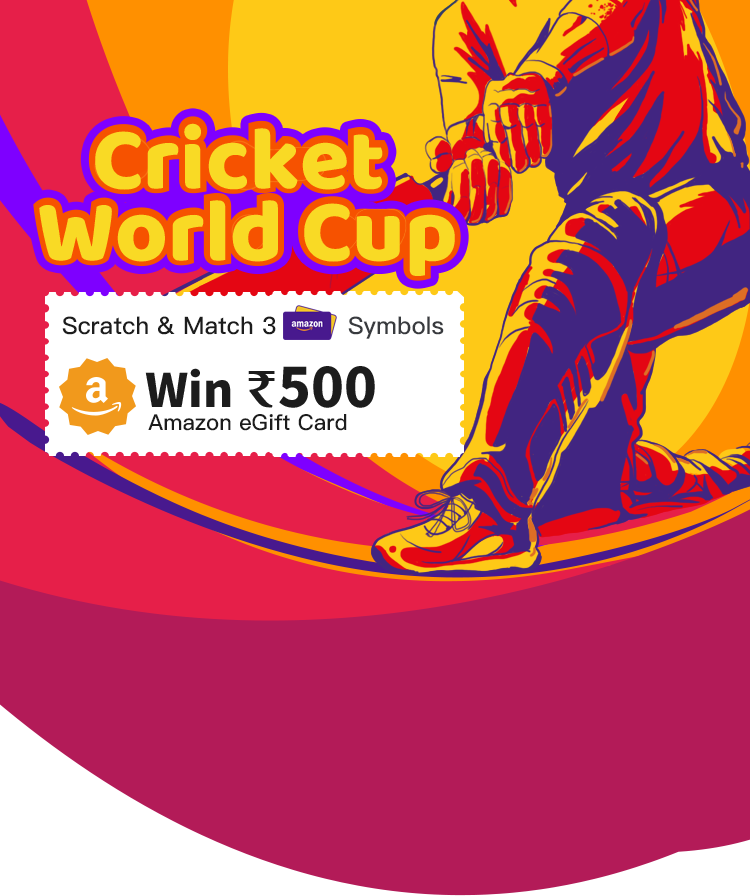 Cricket
World Cup
Scratch & Match 3 amazon Symbols
a
Win ₹500
Amazon eGift Card